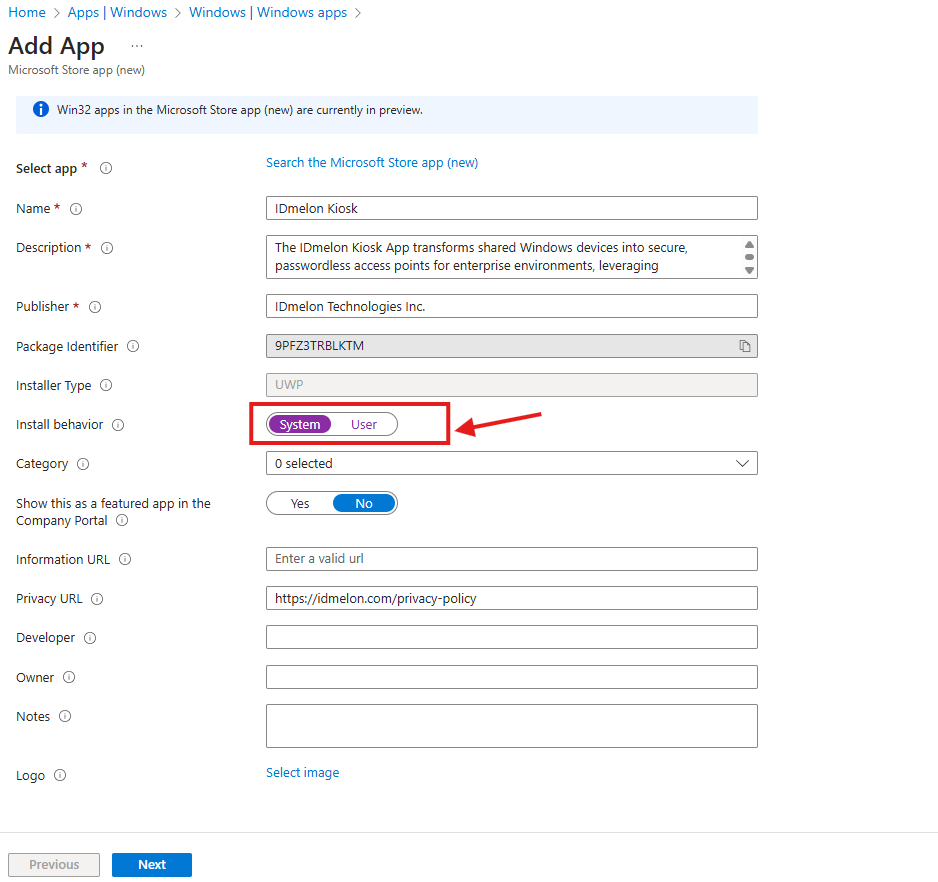 Home > Apps | Windows > Windows | Windows apps >
Add App ...
Microsoft Store app (new)
Win32 apps in the Microsoft Store app (new) are currently in preview.
Select app *
Search the Microsoft Store app (new)
Name *
IDmelon Kiosk
Description *
The IDmelon Kiosk App transforms shared Windows devices into secure,
passwordless access points for enterprise environments, leveraging
Publisher *
IDmelon Technologies Inc.
Package Identifier
9PFZ3TRBLKTM
Installer Type
UWP
Install behavior
System User
Category
0 selected
Show this as a featured app in the
Company Portal
Yes No
Information URL
Enter a valid url
Privacy URL
https://idmelon.com/privacy-policy
Developer
Owner
Notes
Logo
Select image
Previous Next